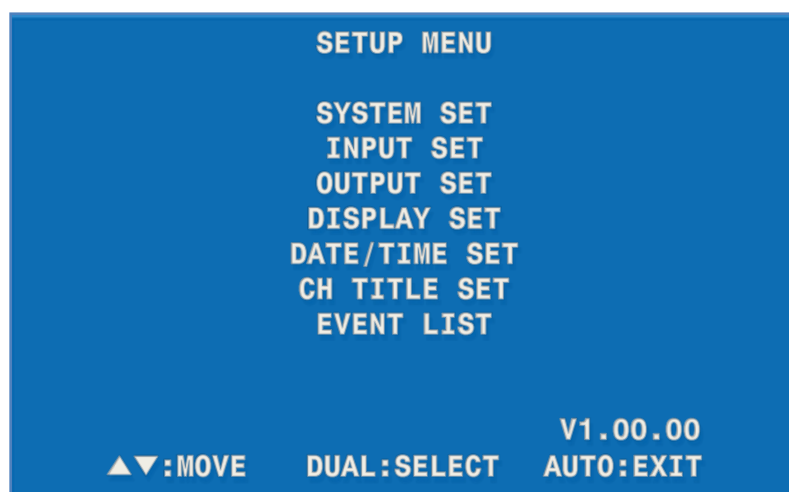 SETUP MENU
SYSTEM SET
INPUT SET
OUTPUT SET
DISPLAY SET
DATE/TIME SET
CH TITLE SET
EVENT LIST
V1.00.00
▲▼:MOVE DUAL:SELECT AUTO:EXIT